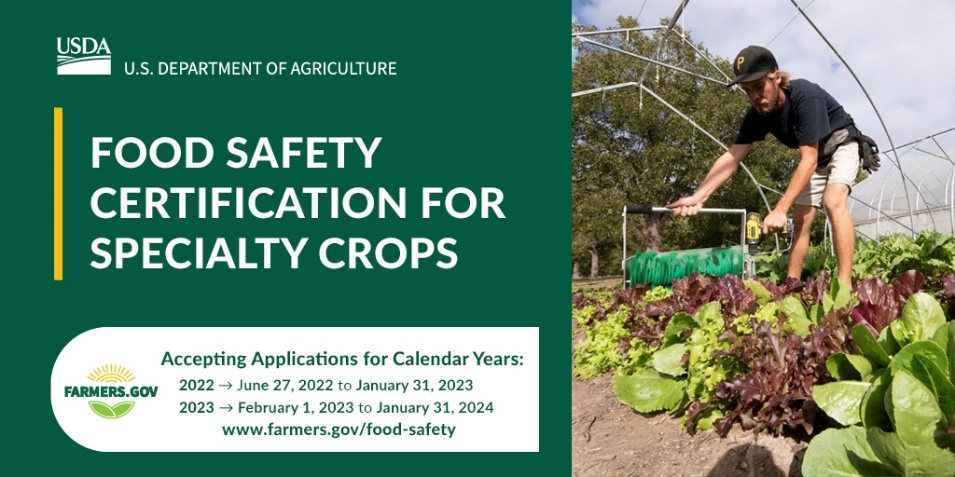 USDA
U.S. DEPARTMENT OF AGRICULTURE
FOOD SAFETY
CERTIFICATION FOR
SPECIALTY CROPS
FARMERS.GOV
Accepting Applications for Calendar Years:
2022 → June 27, 2022 to January 31, 2023
2023 → February 1, 2023 to January 31, 2024
www.farmers.gov/food-safety
P